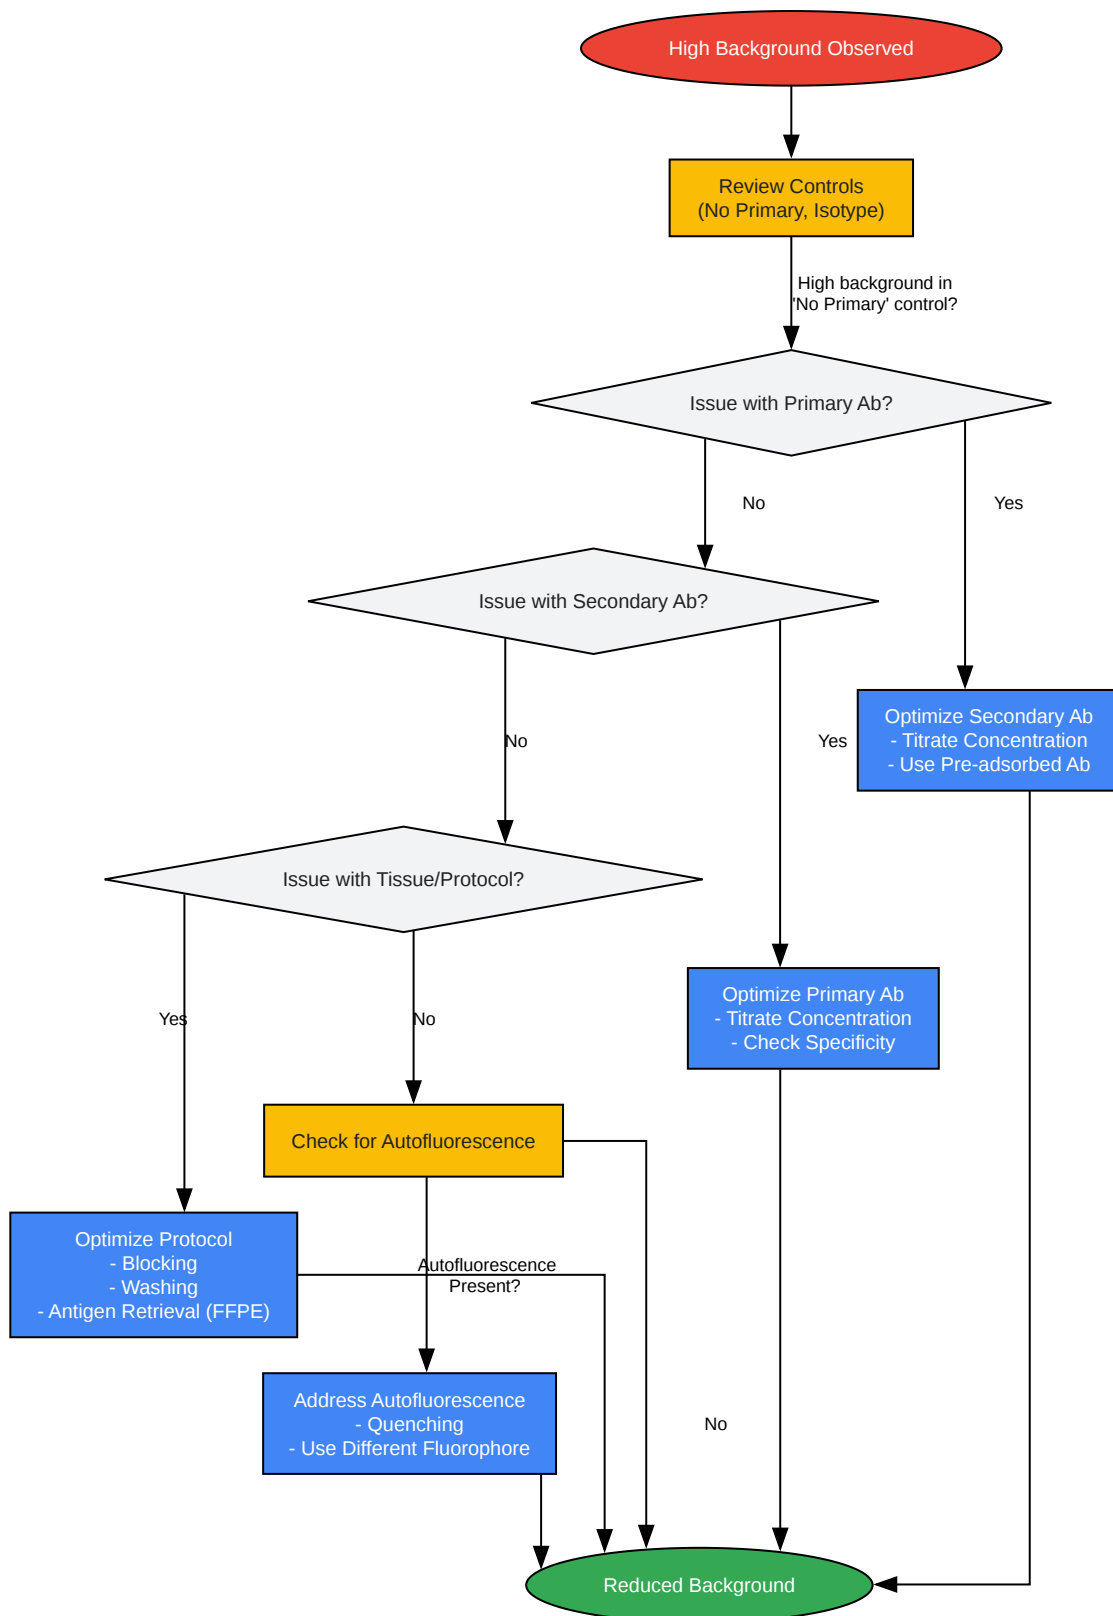 High Background Observed
Review Controls
(No Primary, Isotype)
High background in
'No Primary' control?
Issue with Primary Ab?
No
Yes
Issue with Secondary Ab?
No
Yes
Optimize Secondary Ab
- Titrate Concentration
- Use Pre-adsorbed Ab
Issue with Tissue/Protocol?
Yes
No
Optimize Primary Ab
- Titrate Concentration
- Check Specificity
Check for Autofluorescence
Optimize Protocol
- Blocking
- Washing
- Antigen Retrieval (FFPE)
Autofluorescence
Present?
Address Autofluorescence
- Quenching
- Use Different Fluorophore
No
Reduced Background